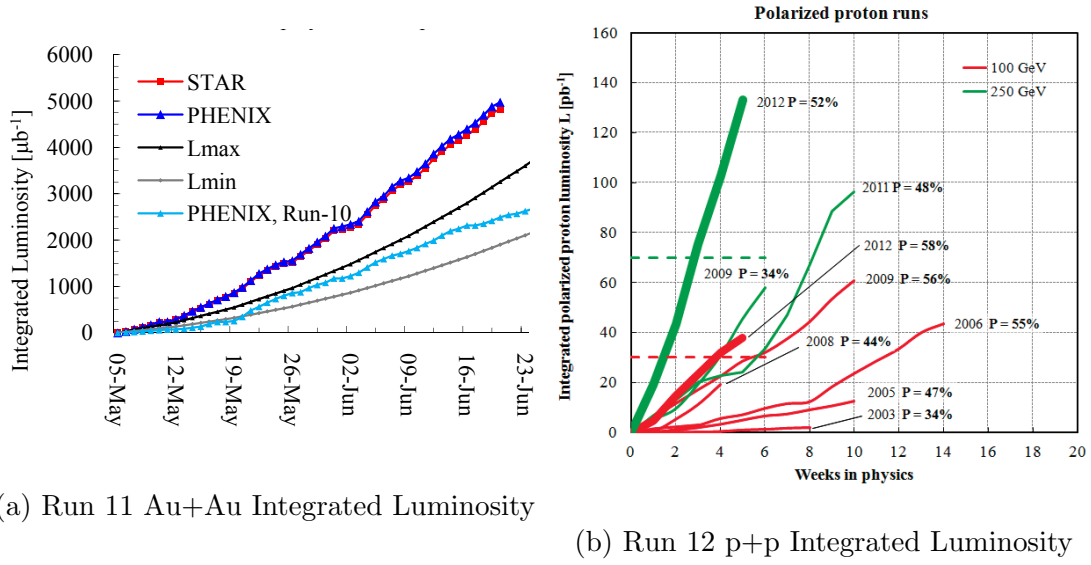 Integrated Luminosity [μb⁻¹]
6000
5000
4000
3000
2000
1000
0
STAR
PHENIX
Lmax
Lmin
PHENIX, Run-10
05-May
12-May
19-May
26-May
02-Jun
09-Jun
16-Jun
23-Jun
(a) Run 11 Au+Au Integrated Luminosity
Polarized proton runs
Integrated polarized proton luminosity L [pb⁻¹]
160
140
120
100
80
60
40
20
0
100 GeV
250 GeV
2012 P = 52%
2011 P = 48%
2012 P = 58%
2009 P = 34%
2009 P = 56%
2008 P = 44%
2006 P = 55%
2005 P = 47%
2003 P = 34%
0 2 4 6 8 10 12 14 16 18 20
Weeks in physics
(b) Run 12 p+p Integrated Luminosity